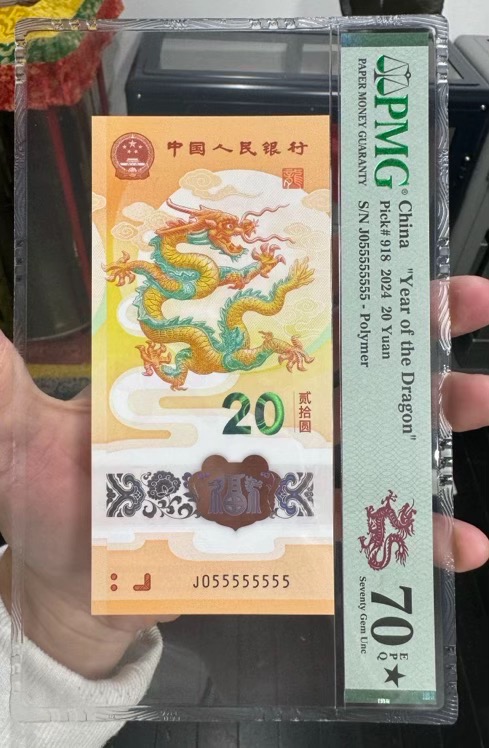 中国人民银行
20
贰拾圆
福
J055555555
PMG
PAPER MONEY GUARANTY
China "Year of the Dragon"
Pick# 918 2024 20 Yuan
S/N J055555555 - Polymer
70 EPQ★
Seventy Gem Unc